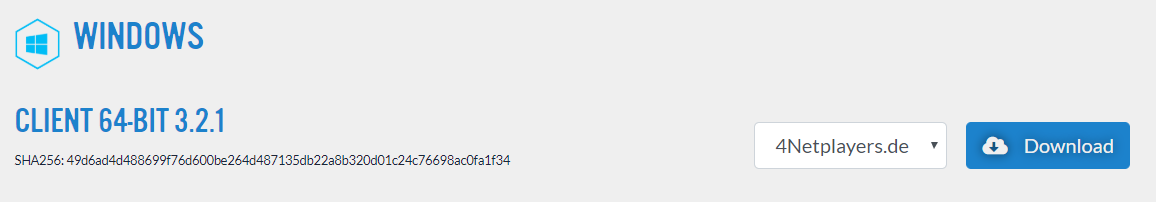 WINDOWS
CLIENT 64-BIT 3.2.1
SHA256: 49d6ad4d488699f76d600be264d487135db22a8b320d01c24c76698ac0fa1f34
4Netplayers.de
Download